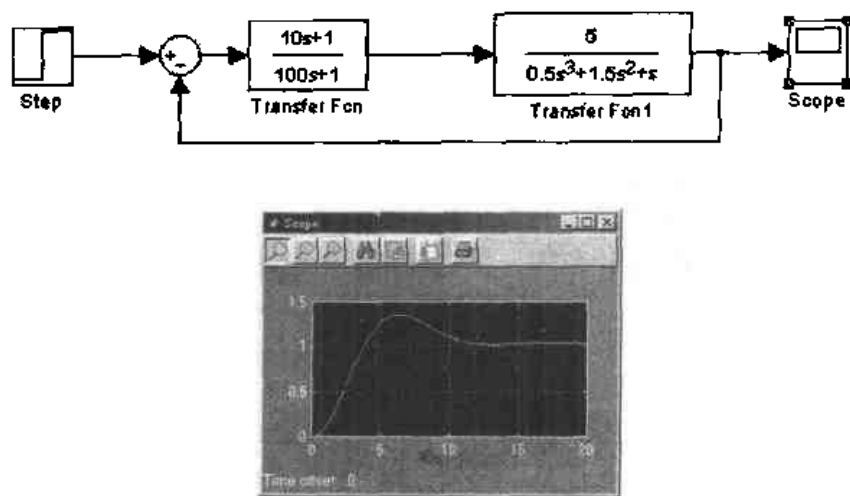 10s+1
100s+1
5
0.5s³+1.5s²+s
Step
Transfer Fcn
Transfer Fcn1
Scope
Scope
1.5
1
0.5
0
0
5
10
15
20
Time offset: 0